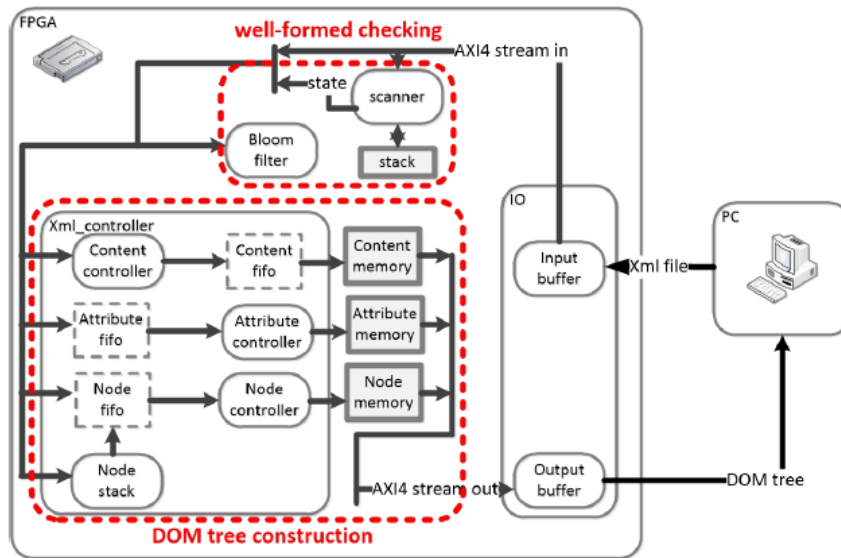 FPGA
well-formed checking
AXI4 stream in
state
scanner
Bloom
filter
stack
IO
PC
Xml_controller
Content
controller
Content
fifo
Content
memory
Input
buffer
Xml file
Attribute
fifo
Attribute
controller
Attribute
memory
Node
fifo
Node
controller
Node
memory
Node
stack
AXI4 stream out
Output
buffer
DOM tree
DOM tree construction